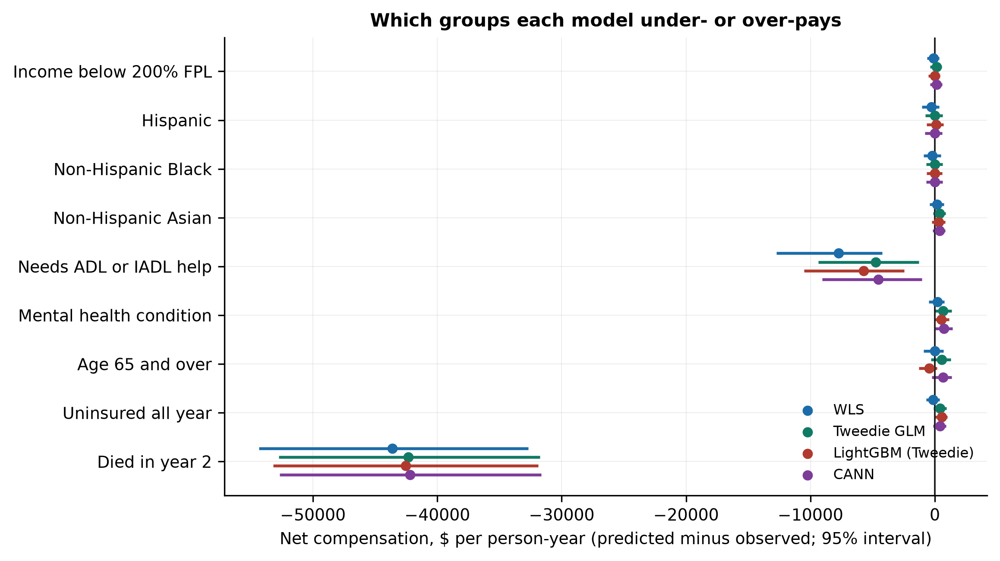 Which groups each model under- or over-pays
Income below 200% FPL
Hispanic
Non-Hispanic Black
Non-Hispanic Asian
Needs ADL or IADL help
Mental health condition
Age 65 and over
Uninsured all year
Died in year 2
WLS
Tweedie GLM
LightGBM (Tweedie)
CANN
−50000 −40000 −30000 −20000 −10000 0
Net compensation, $ per person-year (predicted minus observed; 95% interval)